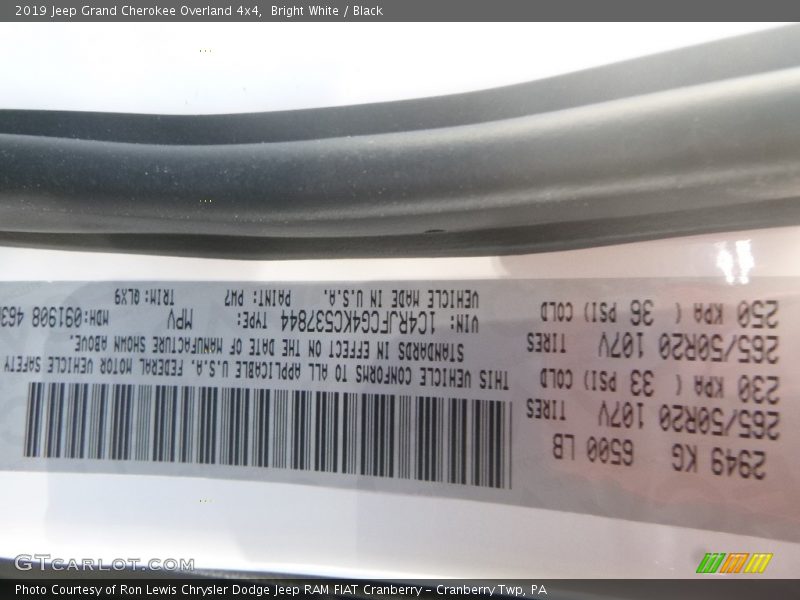 2019 Jeep Grand Cherokee Overland 4x4, Bright White / Black
2949 KG 6500 LB
265/50R20 107V TIRES
230 KPA ( 33 PSI) COLD
265/50R20 107V TIRES
250 KPA ( 36 PSI) COLD
THIS VEHICLE CONFORMS TO ALL APPLICABLE U.S.A. FEDERAL MOTOR VEHICLE SAFETY
STANDARDS IN EFFECT ON THE DATE OF MANUFACTURE SHOWN ABOVE.
VIN: 1C4RJFCG4KC537844 TYPE: MPV MDH:091908
VEHICLE MADE IN U.S.A. PAINT: PW7 TRIM: QLX9
GTcarlot.com
Photo Courtesy of Ron Lewis Chrysler Dodge Jeep RAM FIAT Cranberry – Cranberry Twp, PA